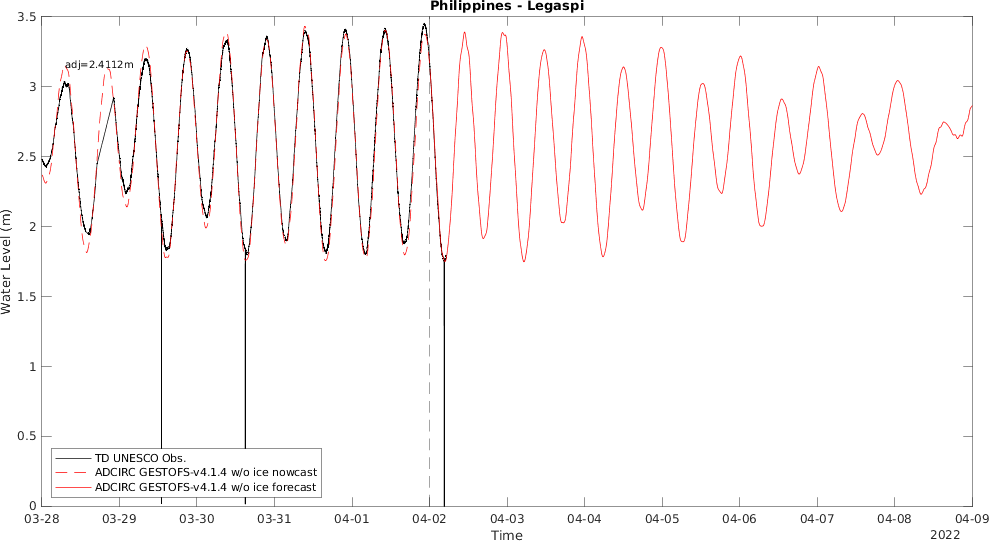 Philippines - Legaspi
3.5
adj=2.4112m
3
2.5
2
1.5
1
0.5
0
Water Level (m)
TD UNESCO Obs.
ADCIRC GESTOFS-v4.1.4 w/o ice nowcast
ADCIRC GESTOFS-v4.1.4 w/o ice forecast
03-28 03-29 03-30 03-31 04-01 04-02 04-03 04-04 04-05 04-06 04-07 04-08 04-09
Time
2022